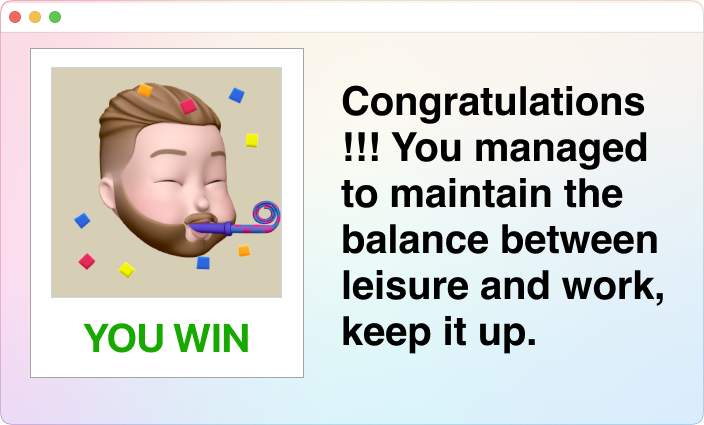 Congratulations
!!! You managed
to maintain the
balance between
leisure and work,
keep it up.
YOU WIN